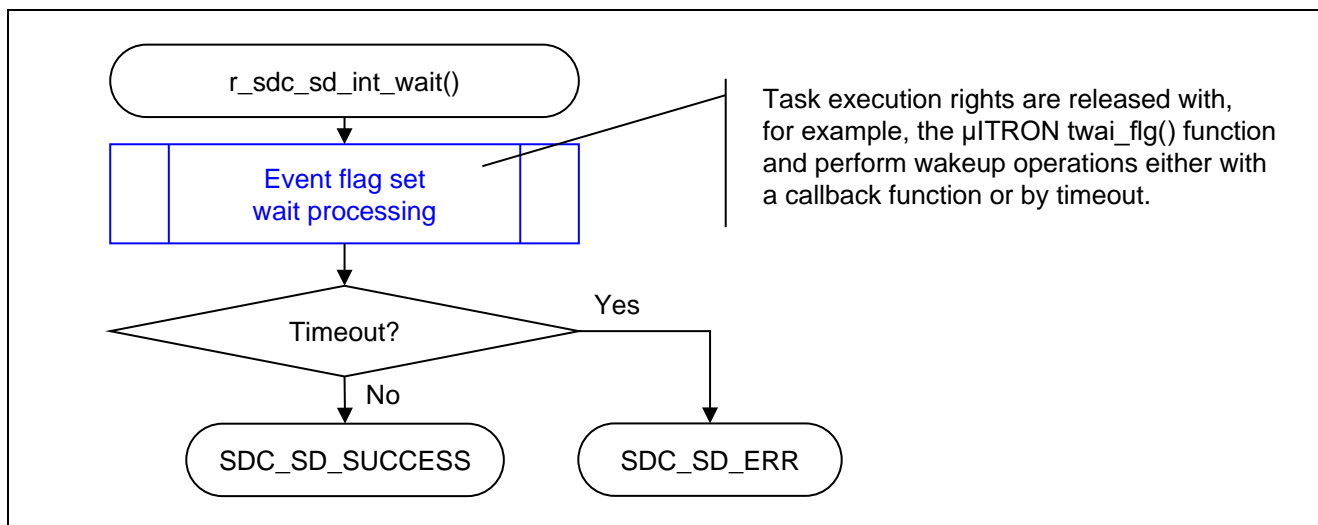 r_sdc_sd_int_wait()
Task execution rights are released with,
for example, the µITRON twai_flg() function
and perform wakeup operations either with
a callback function or by timeout.
Event flag set
wait processing
Timeout?
Yes
No
SDC_SD_SUCCESS
SDC_SD_ERR